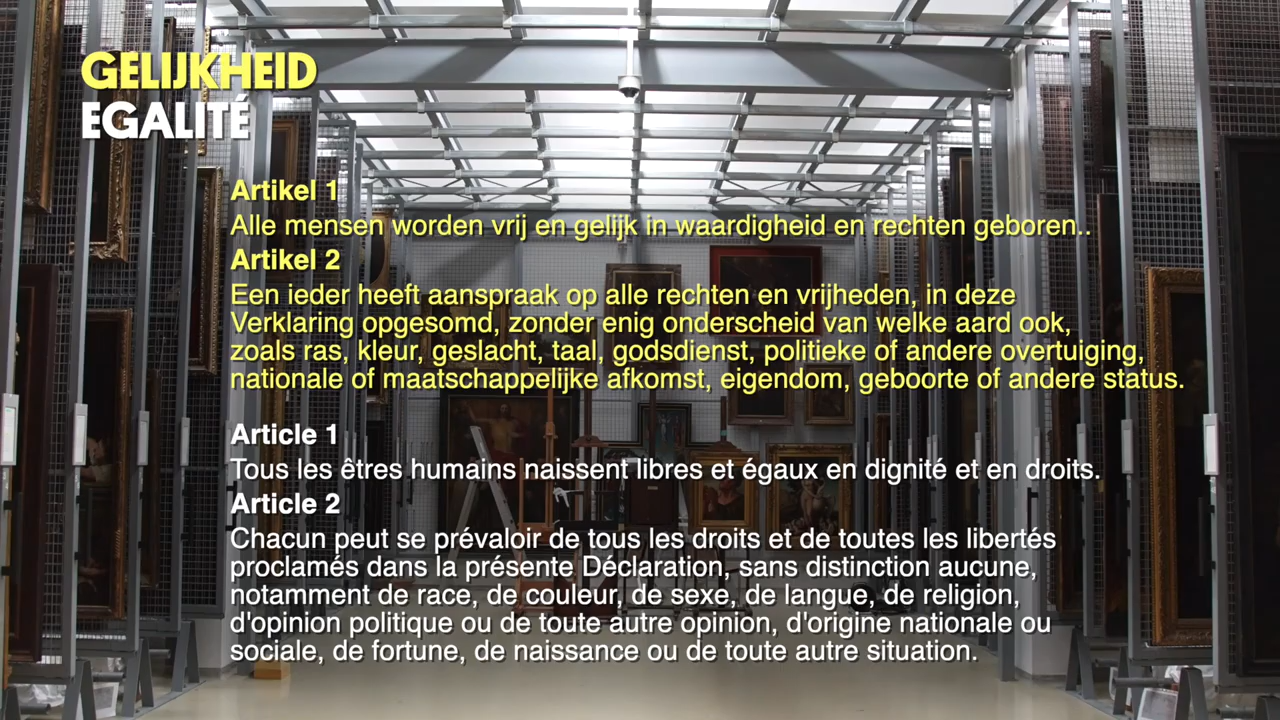 GELIJKHEID
EGALITÉ
Artikel 1
Alle mensen worden vrij en gelijk in waardigheid en rechten geboren..
Artikel 2
Een ieder heeft aanspraak op alle rechten en vrijheden, in deze
Verklaring opgesomd, zonder enig onderscheid van welke aard ook,
zoals ras, kleur, geslacht, taal, godsdienst, politieke of andere overtuiging,
nationale of maatschappelijke afkomst, eigendom, geboorte of andere status.
Article 1
Tous les êtres humains naissent libres et égaux en dignité et en droits.
Article 2
Chacun peut se prévaloir de tous les droits et de toutes les libertés
proclamés dans la présente Déclaration, sans distinction aucune,
notamment de race, de couleur, de sexe, de langue, de religion,
d'opinion politique ou de toute autre opinion, d'origine nationale ou
sociale, de fortune, de naissance ou de toute autre situation.